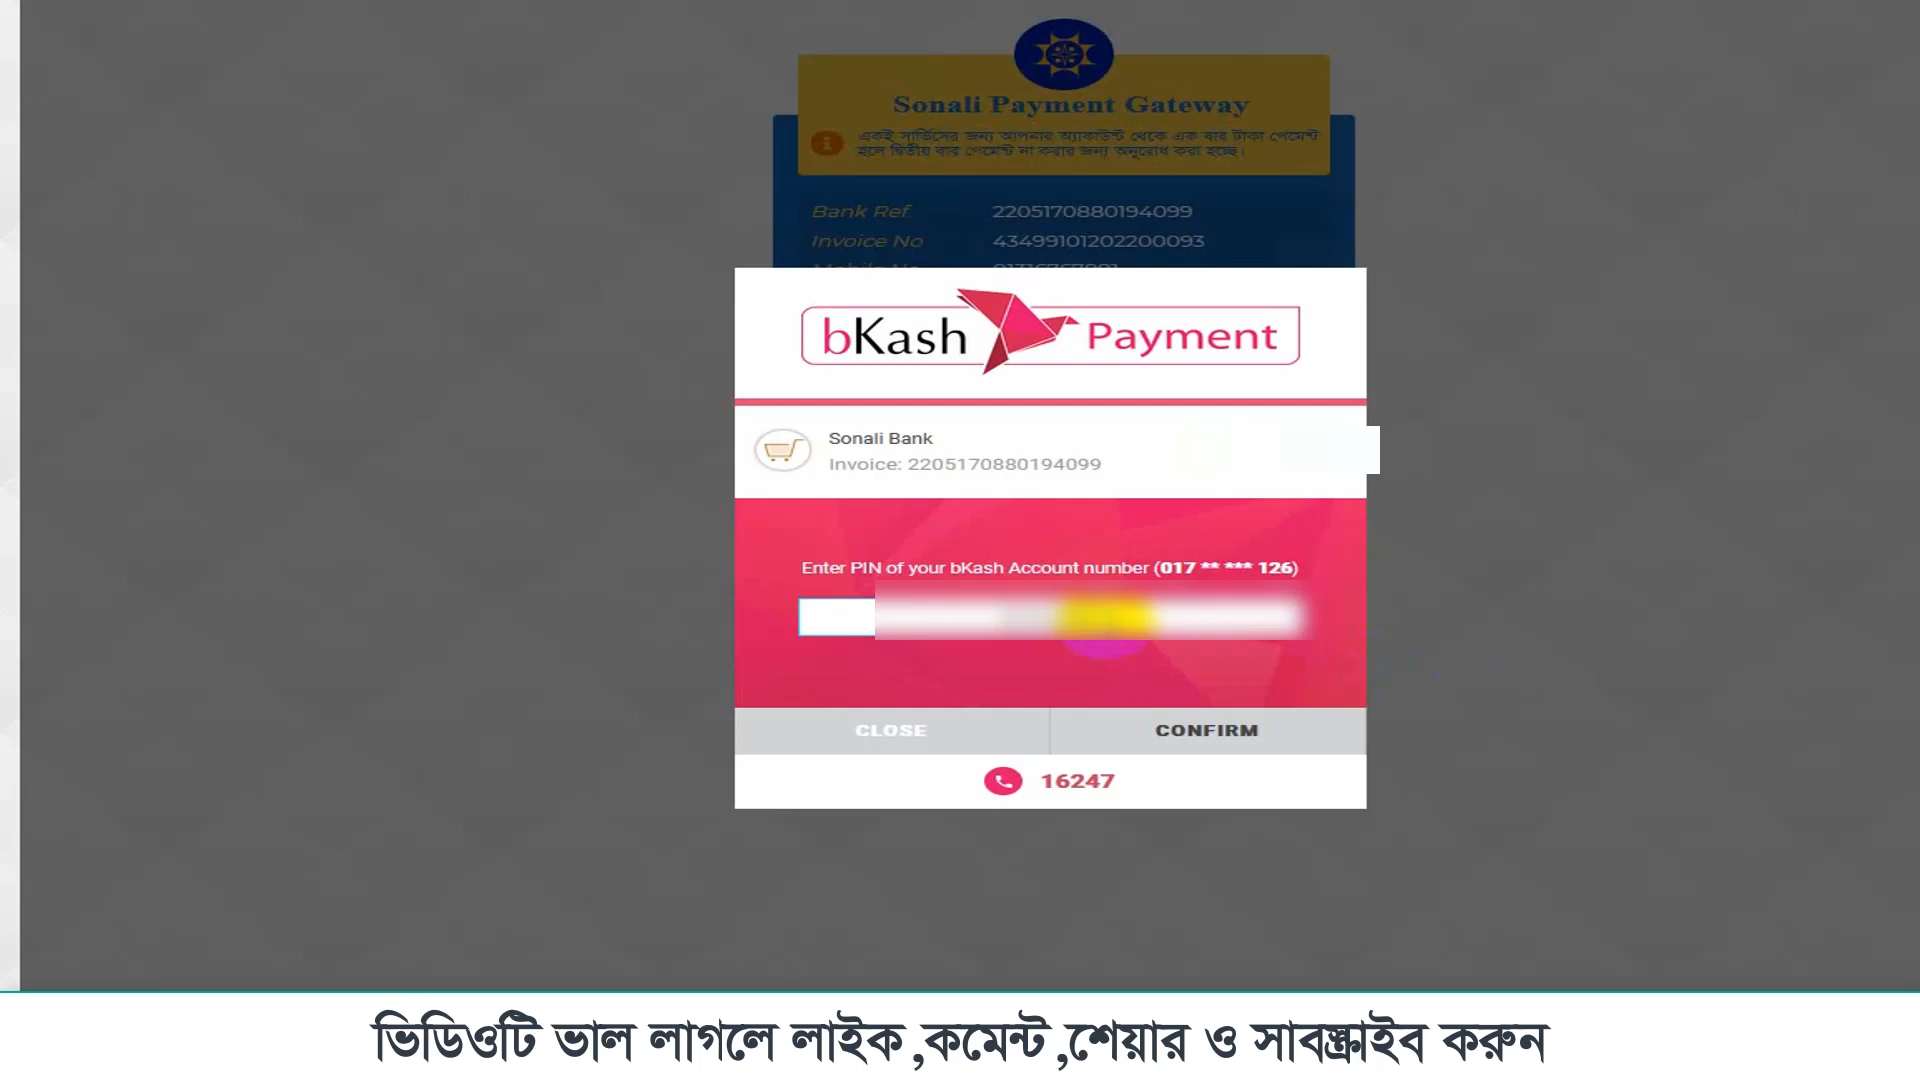 Sonali Payment Gateway
একই সার্ভিসের জন্য আপনার অ্যাকাউন্ট থেকে এক বার টাকা পেমেন্ট
হলে দ্বিতীয় বার পেমেন্ট না করার জন্য অনুরোধ করা হচ্ছে।
Bank Ref. 2205170880194099
Invoice No 43499101202200093
bKash Payment
Sonali Bank
Invoice: 2205170880194099
Enter PIN of your bKash Account number (017 ** *** 126)
CLOSE CONFIRM
16247
ভিডিওটি ভাল লাগলে লাইক ,কমেন্ট ,শেয়ার ও সাবস্ক্রাইব করুন